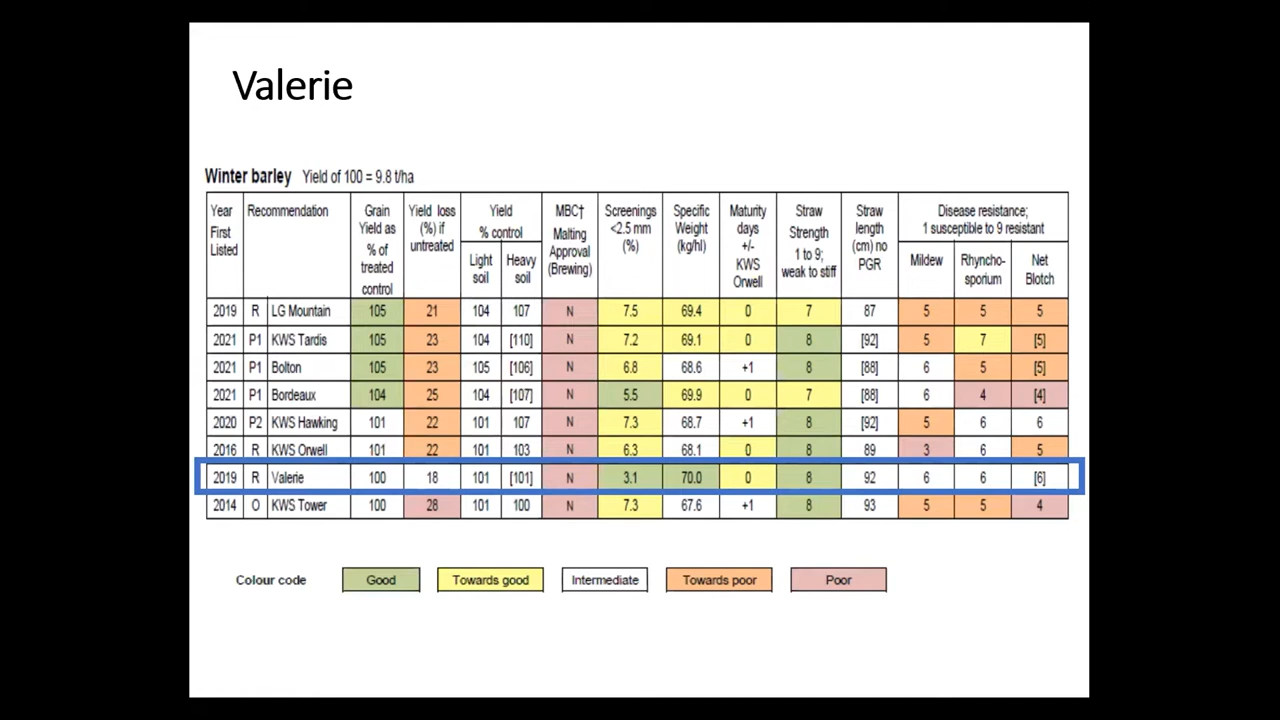 Valerie
Winter barley Yield of 100 = 9.8 t/ha
Year First Listed
Recommendation
Grain Yield as % of treated control
Yield loss (%) if untreated
Yield % control
Light soil
Heavy soil
MBC† Malting Approval (Brewing)
Screenings <2.5 mm (%)
Specific Weight (kg/hl)
Maturity days +/- KWS Orwell
Straw Strength 1 to 9; weak to stiff
Straw length (cm) no PGR
Disease resistance; 1 susceptible to 9 resistant
Mildew
Rhyncho-sporium
Net Blotch
2019 R LG Mountain 105 21 104 107 N 7.5 69.4 0 7 87 5 5 5
2021 P1 KWS Tardis 105 23 104 [110] N 7.2 69.1 0 8 [92] 5 7 [5]
2021 P1 Bolton 105 23 105 [106] N 6.8 68.6 +1 8 [88] 6 5 [5]
2021 P1 Bordeaux 104 25 104 [107] N 5.5 69.9 0 7 [88] 6 4 [4]
2020 P2 KWS Hawking 101 22 101 107 N 7.3 68.7 +1 8 [92] 5 6 6
2016 R KWS Orwell 101 22 101 103 N 6.3 68.1 0 8 89 3 6 5
2019 R Valerie 100 18 101 [101] N 3.1 70.0 0 8 92 6 6 [6]
2014 O KWS Tower 100 28 101 100 N 7.3 67.6 +1 8 93 5 5 4
Colour code Good Towards good Intermediate Towards poor Poor